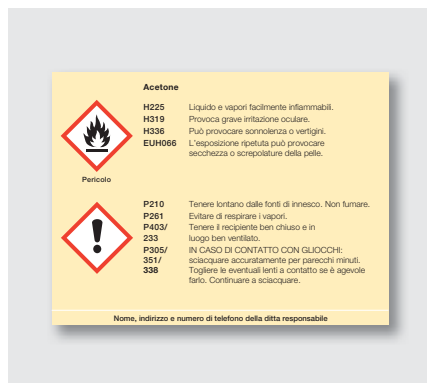 Acetone
H225 Liquido e vapori facilmente infiammabili.
H319 Provoca grave irritazione oculare.
H336 Può provocare sonnolenza o vertigini.
EUH066 L'esposizione ripetuta può provocare
secchezza o screpolature della pelle.
Pericolo
P210 Tenere lontano dalle fonti di innesco. Non fumare.
P261 Evitare di respirare i vapori.
P403/ Tenere il recipiente ben chiuso e in
233 luogo ben ventilato.
P305/ IN CASO DI CONTATTO CON GLIOCCHI:
351/ sciacquare accuratamente per parecchi minuti.
338 Togliere le eventuali lenti a contatto se è agevole
farlo. Continuare a sciacquare.
Nome, indirizzo e numero di telefono della ditta responsabile